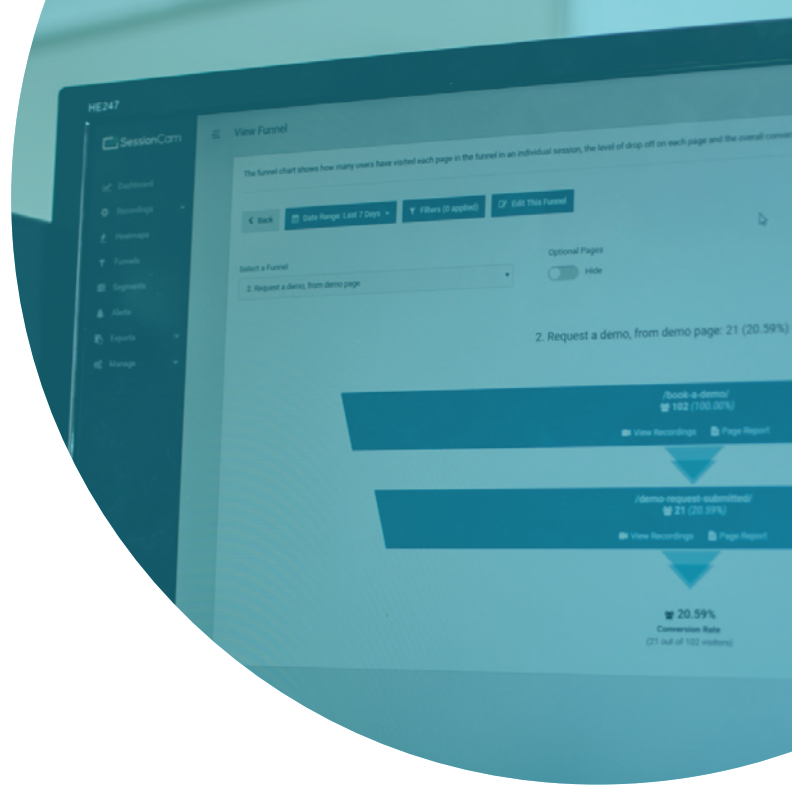 HE247
SessionCam
View Funnel
The funnel chart shows how many users have visited each page in the funnel in an individual session, the level of drop off on each page and the overall conver
Dashboard
Recordings
Heatmaps
Funnels
Segments
Alerts
Exports
Manage
Back
Date Range: Last 7 Days
Filters (0 applied)
Edit This Funnel
Select a Funnel
2. Request a demo, from demo page
Optional Pages
Hide
2. Request a demo, from demo page: 21 (20.59%)
/book-a-demo/
102 (100.00%)
View Recordings Page Report
/demo-request-submitted/
21 (20.59%)
View Recordings Page Report
20.59%
Conversion Rate
(21 out of 102 visitors)